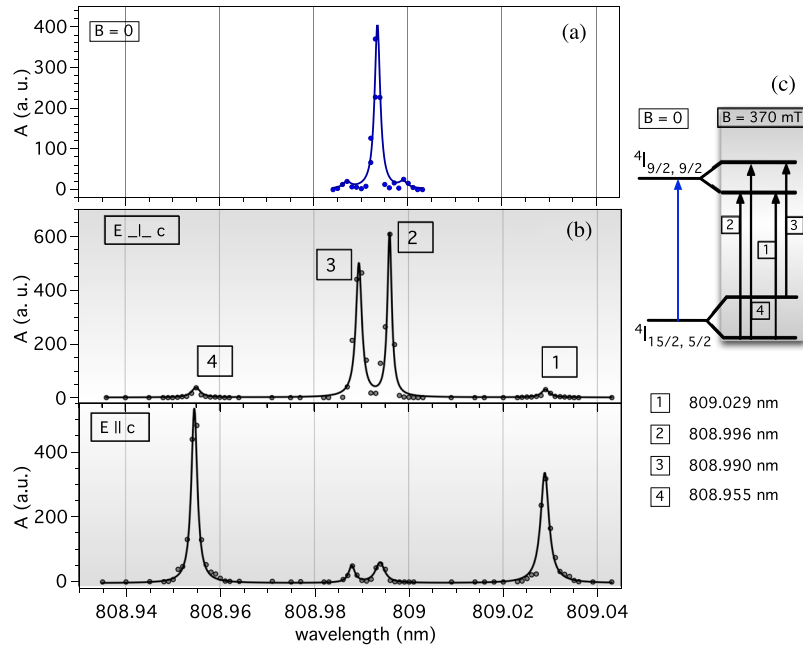 400
300
200
100
0
A (a. u.)
B = 0
(a)
600
400
200
0
A (a. u.)
E _|_ c
(b)
4
3
2
1
400
200
0
A (a.u.)
E || c
808.94 808.96 808.98 809 809.02 809.04
wavelength (nm)
(c)
B = 0 B = 370 mT
⁴I9/2, 9/2
2
3
1
4
⁴I15/2, 5/2
1 809.029 nm
2 808.996 nm
3 808.990 nm
4 808.955 nm